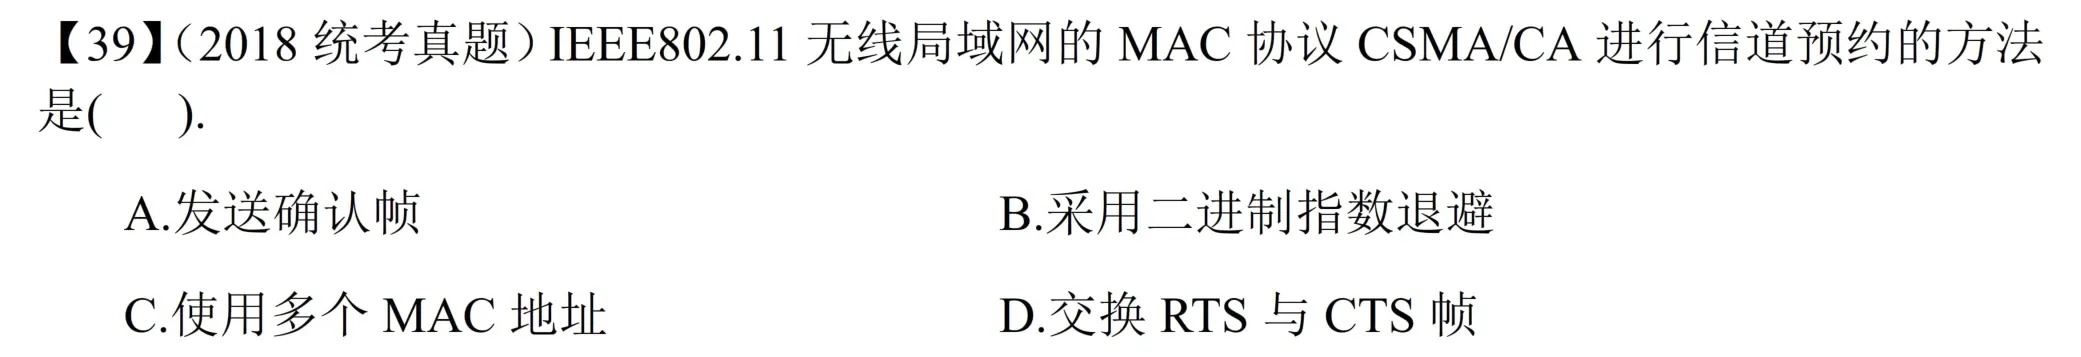 【39】（2018 统考真题）IEEE802.11 无线局域网的 MAC 协议 CSMA/CA 进行信道预约的方法
是(    ).
A.发送确认帧    B.采用二进制指数退避
C.使用多个 MAC 地址    D.交换 RTS 与 CTS 帧